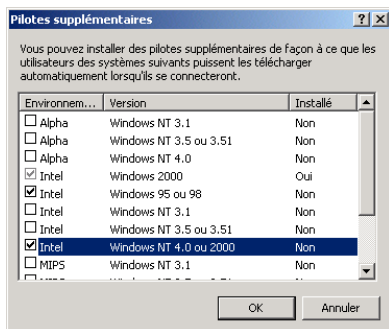 Pilotes supplémentaires
Vous pouvez installer des pilotes supplémentaires de façon à ce que les
utilisateurs des systèmes suivants puissent les télécharger
automatiquement lorsqu'ils se connecteront.
Environnem... Version Installé
Alpha Windows NT 3.1 Non
Alpha Windows NT 3.5 ou 3.51 Non
Alpha Windows NT 4.0 Non
Intel Windows 2000 Oui
Intel Windows 95 ou 98 Non
Intel Windows NT 3.1 Non
Intel Windows NT 3.5 ou 3.51 Non
Intel Windows NT 4.0 ou 2000 Non
MIPS Windows NT 3.1 Non
OK Annuler